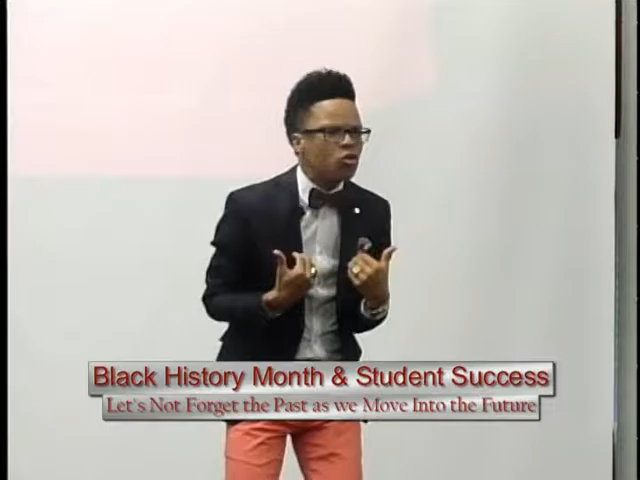 Black History Month & Student Success
Let's Not Forget the Past as we Move Into the Future